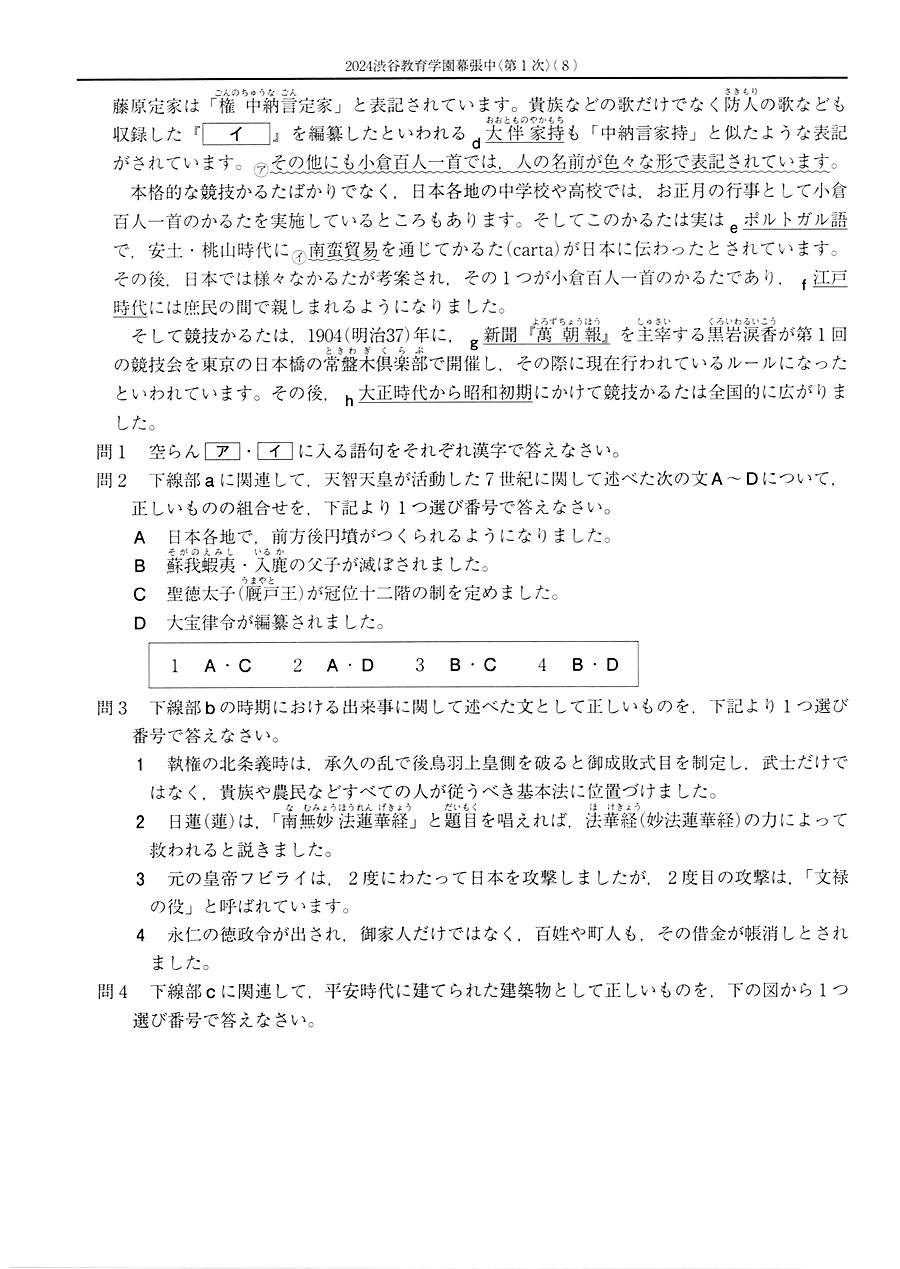 2024渋谷教育学園幕張中〈第1次〉(8)
藤原定家は「権中納言定家」と表記されています。貴族などの歌だけでなく防人の歌なども
収録した『イ』を編纂したといわれるd大伴家持も「中納言家持」と似たような表記
がされています。㋐その他にも小倉百人一首では，人の名前が色々な形で表記されています。
本格的な競技かるたばかりでなく，日本各地の中学校や高校では，お正月の行事として小倉
百人一首のかるたを実施しているところもあります。そしてこのかるたは実はeポルトガル語
で，安土・桃山時代に㋑南蛮貿易を通じてかるた(carta)が日本に伝わったとされています。
その後，日本では様々なかるたが考案され，その1つが小倉百人一首のかるたであり，f江戸
時代には庶民の間で親しまれるようになりました。
そして競技かるたは，1904(明治37)年に，g新聞『萬朝報』を主宰する黒岩涙香が第1回
の競技会を東京の日本橋の常盤木倶楽部で開催し，その際に現在行われているルールになった
といわれています。その後，h大正時代から昭和初期にかけて競技かるたは全国的に広がりま
した。
問1　空らんア・イに入る語句をそれぞれ漢字で答えなさい。
問2　下線部aに関連して，天智天皇が活動した7世紀に関して述べた次の文A～Dについて，
正しいものの組合せを，下記より1つ選び番号で答えなさい。
A　日本各地で，前方後円墳がつくられるようになりました。
B　蘇我蝦夷・入鹿の父子が滅ぼされました。
C　聖徳太子(厩戸王)が冠位十二階の制を定めました。
D　大宝律令が編纂されました。
1　A・C　2　A・D　3　B・C　4　B・D
問3　下線部bの時期における出来事に関して述べた文として正しいものを，下記より1つ選び
番号で答えなさい。
1　執権の北条義時は，承久の乱で後鳥羽上皇側を破ると御成敗式目を制定し，武士だけで
はなく，貴族や農民などすべての人が従うべき基本法に位置づけました。
2　日蓮(蓮)は，「南無妙法蓮華経」と題目を唱えれば，法華経(妙法蓮華経)の力によって
救われると説きました。
3　元の皇帝フビライは，2度にわたって日本を攻撃しましたが，2度目の攻撃は，「文禄
の役」と呼ばれています。
4　永仁の徳政令が出され，御家人だけではなく，百姓や町人も，その借金が帳消しとされ
ました。
問4　下線部cに関連して，平安時代に建てられた建築物として正しいものを，下の図から1つ
選び番号で答えなさい。